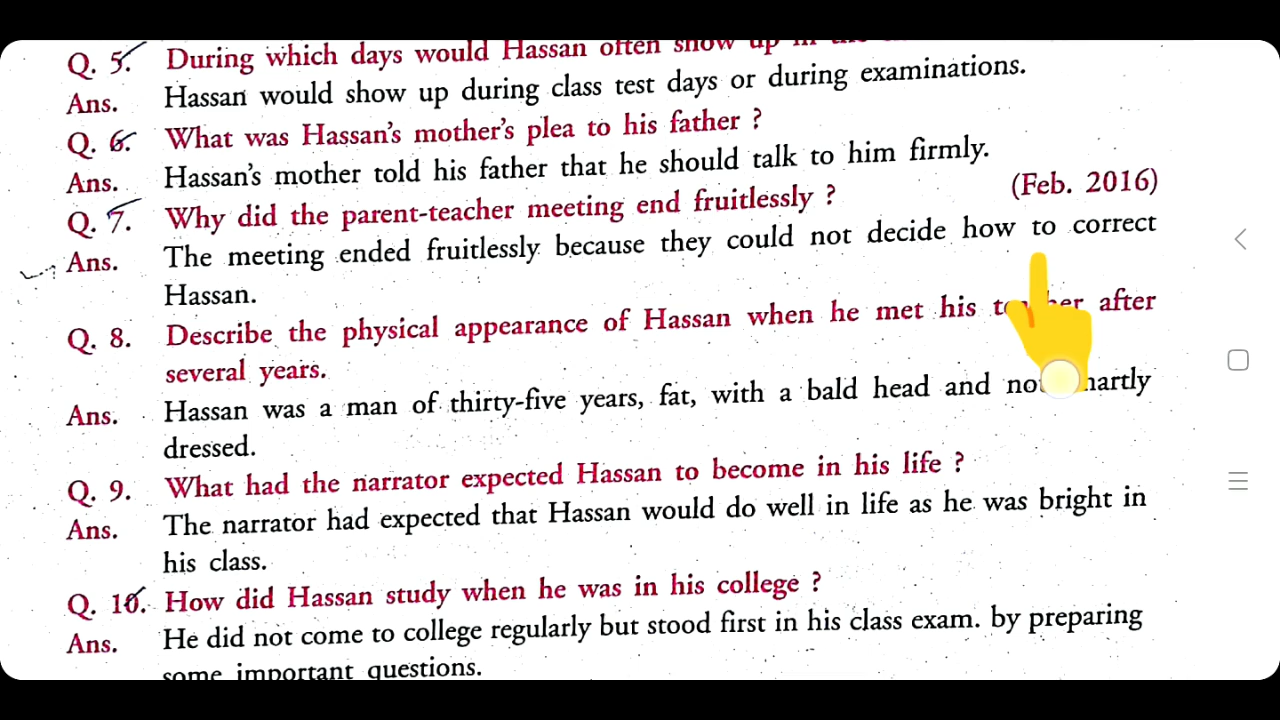 Q. 5. During which days would Hassan often show up in the
Ans. Hassan would show up during class test days or during examinations.
Q. 6. What was Hassan's mother's plea to his father ?
Ans. Hassan's mother told his father that he should talk to him firmly.
Q. 7. Why did the parent-teacher meeting end fruitlessly ? (Feb. 2016)
Ans. The meeting ended fruitlessly because they could not decide how to correct
Hassan.
Q. 8. Describe the physical appearance of Hassan when he met his after
several years.
Ans. Hassan was a man of thirty-five years, fat, with a bald head and
dressed.
Q. 9. What had the narrator expected Hassan to become in his life ?
Ans. The narrator had expected that Hassan would do well in life as he was bright in
his class.
Q. 10. How did Hassan study when he was in his college ?
Ans. He did not come to college regularly but stood first in his class exam. by preparing
some important questions.